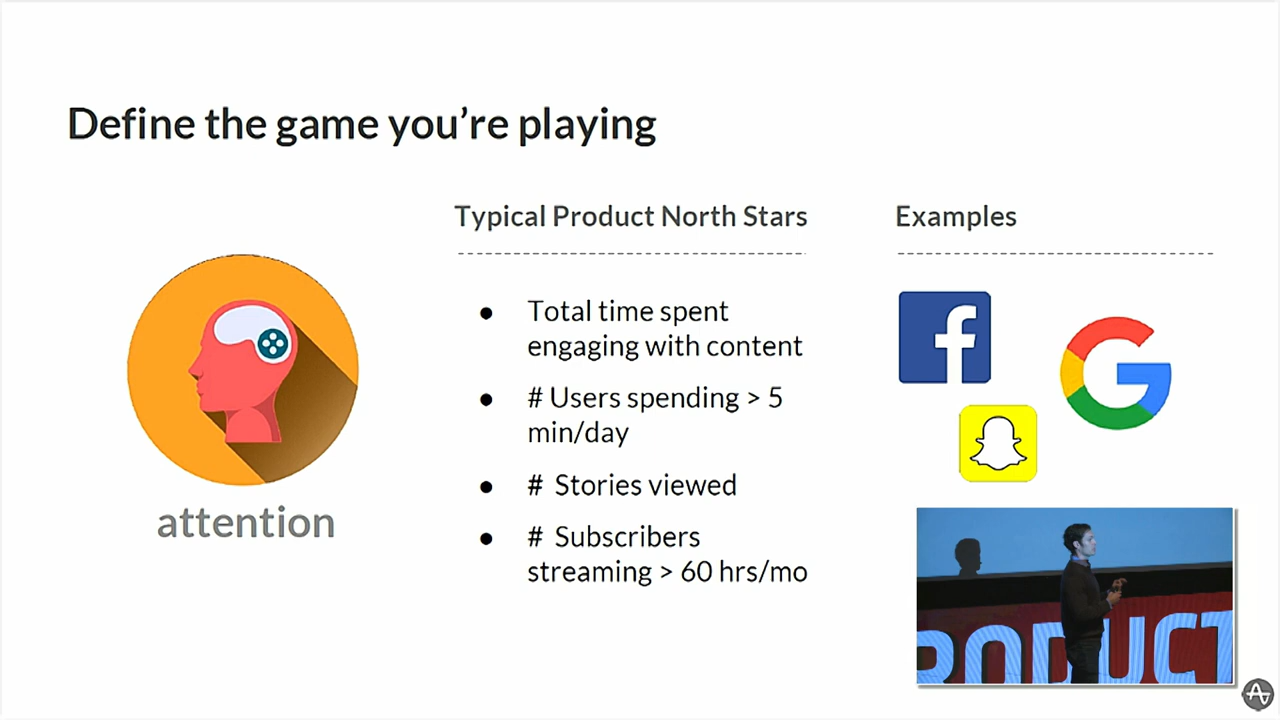 Define the game you're playing
Typical Product North Stars
Examples
● Total time spent
engaging with content
● # Users spending > 5
min/day
● # Stories viewed
● # Subscribers
streaming > 60 hrs/mo
attention
f
G
RODUCT